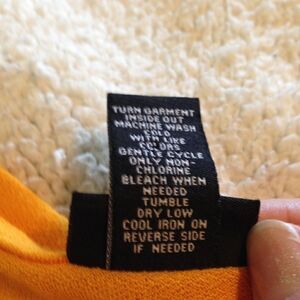 TURN GARMENT
INSIDE OUT
MACHINE WASH
COLD
WITH LIKE
COLORS
GENTLE CYCLE
ONLY NON-
CHLORINE
BLEACH WHEN
NEEDED
TUMBLE
DRY LOW
COOL IRON ON
REVERSE SIDE
IF NEEDED